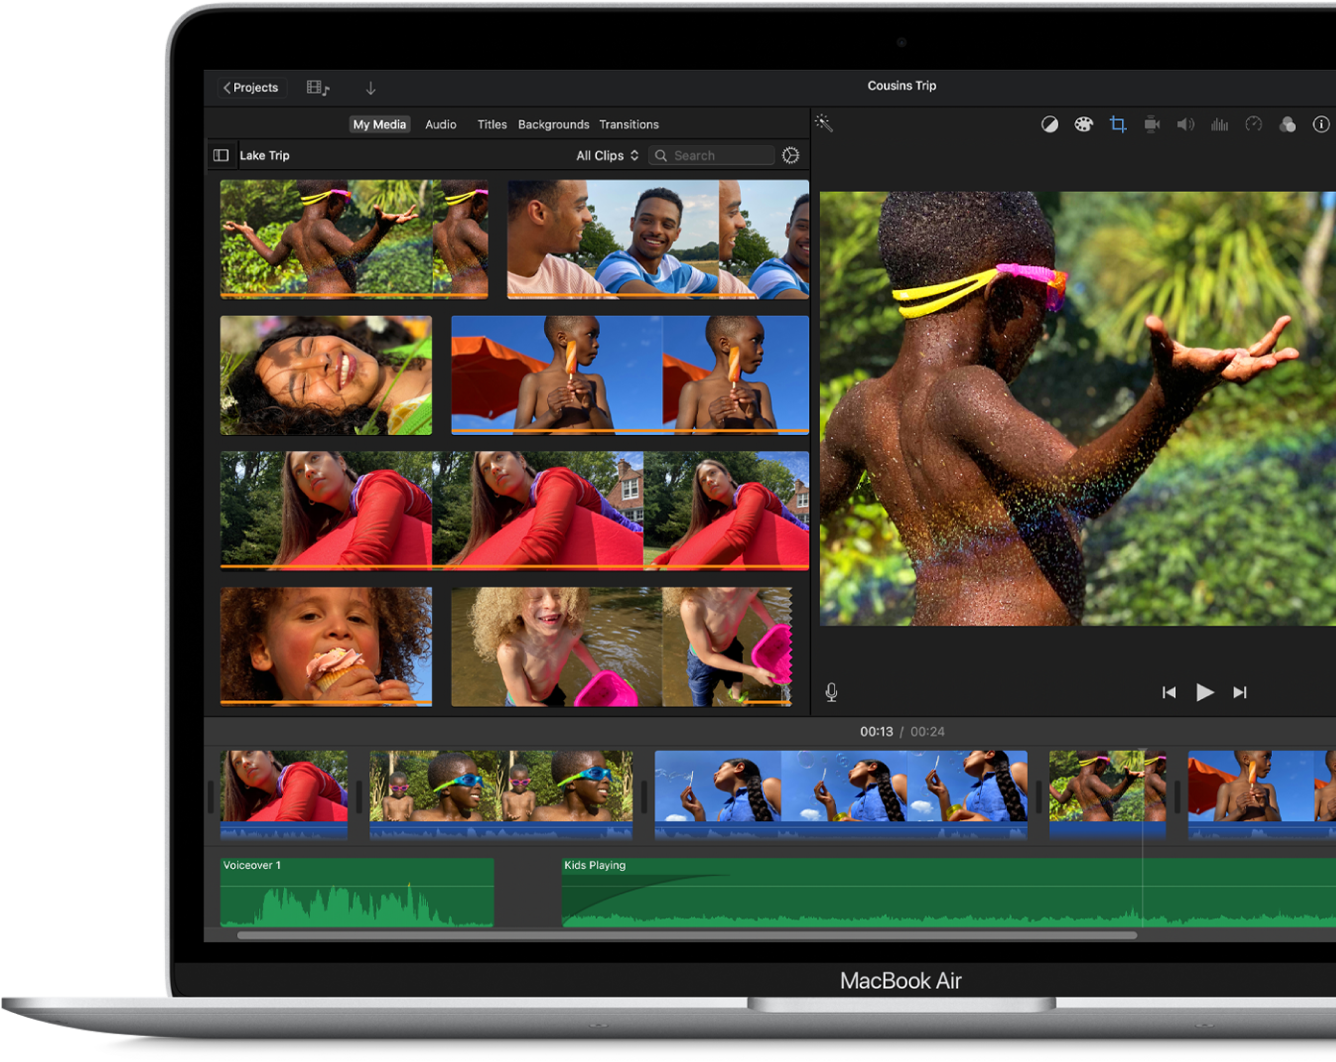 Projects
Cousins Trip
My Media Audio Titles Backgrounds Transitions
Lake Trip All Clips Search
00:13 / 00:24
Voiceover 1
Kids Playing
MacBook Air